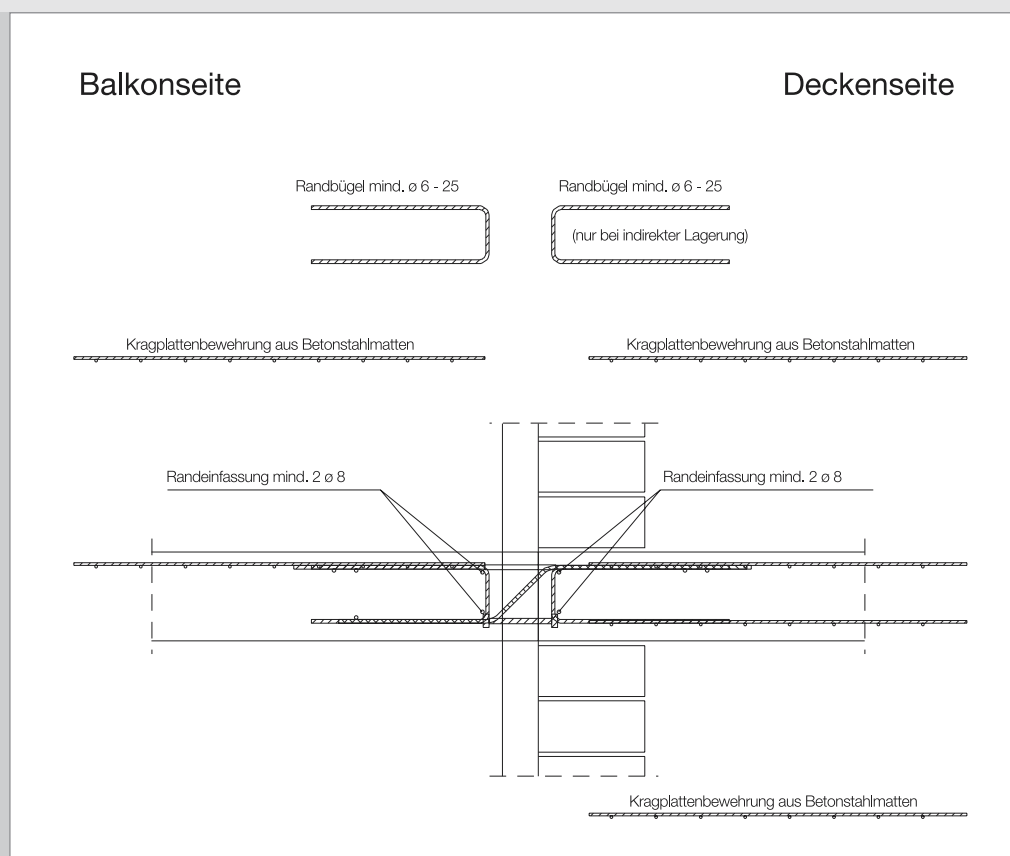 Balkonseite
Deckenseite
Randbügel mind. ø 6 - 25
Randbügel mind. ø 6 - 25
(nur bei indirekter Lagerung)
Kragplattenbewehrung aus Betonstahlmatten
Kragplattenbewehrung aus Betonstahlmatten
Randeinfassung mind. 2 ø 8
Randeinfassung mind. 2 ø 8
Kragplattenbewehrung aus Betonstahlmatten